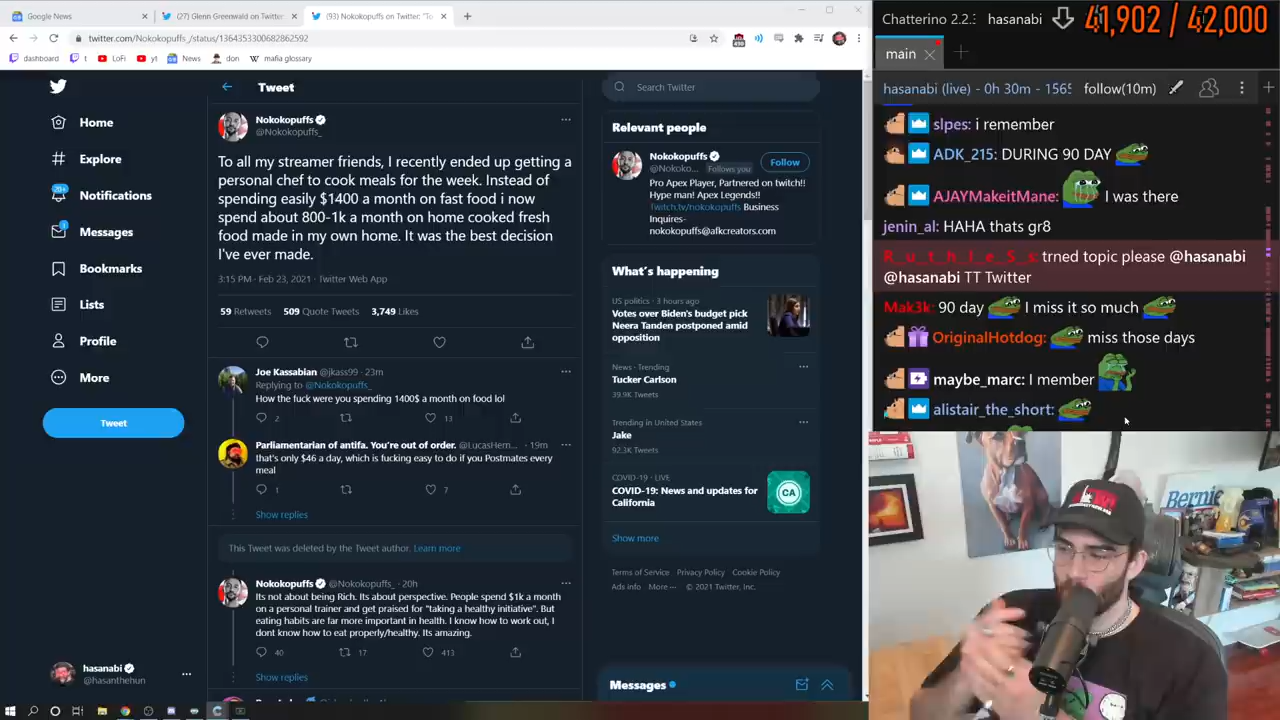 Google News
(27) Glenn Greenwald on Twitter
(93) Nokokopuffs on Twitter: "To
twitter.com/Nokokopuffs_/status/1364353300682862592
dashboard
t
LoFi
yt
News
don
mafia glossary
Home
Explore
20+
Notifications
1
Messages
Bookmarks
Lists
Profile
More
Tweet
hasanabi
@hasanthehun
Tweet
Nokokopuffs
@Nokokopuffs_
To all my streamer friends, I recently ended up getting a
personal chef to cook meals for the week. Instead of
spending easily $1400 a month on fast food i now
spend about 800-1k a month on home cooked fresh
food made in my own home. It was the best decision
I've ever made.
3:15 PM · Feb 23, 2021 · Twitter Web App
59 Retweets 509 Quote Tweets 3,749 Likes
Joe Kassabian @jkass99 · 23m
Replying to @Nokokopuffs_
How the fuck were you spending 1400$ a month on food lol
2 13
Parliamentarian of antifa. You're out of order. @LucasHern... · 19m
that's only $46 a day, which is fucking easy to do if you Postmates every
meal
1 7
Show replies
This Tweet was deleted by the Tweet author. Learn more
Nokokopuffs @Nokokopuffs_ · 20h
Its not about being Rich. Its about perspective. People spend $1k a month
on a personal trainer and get praised for "taking a healthy initiative". But
eating habits are far more important in health. I know how to work out, I
dont know how to eat properly/healthy. Its amazing.
40 17 413
Show replies
Search Twitter
Relevant people
Nokokopuffs
@Nokoko... Follows you
Follow
Pro Apex Player, Partnered on twitch!!
Hype man! Apex Legends!!
Twitch.tv/nokokopuffs Business
Inquires-
nokokopuffs@afkcreators.com
What's happening
US politics · 3 hours ago
Votes over Biden's budget pick
Neera Tanden postponed amid
opposition
News · Trending
Tucker Carlson
39.9K Tweets
Trending in United States
Jake
92.3K Tweets
COVID-19 · LIVE
COVID-19: News and updates for
California
CA
Show more
Terms of Service Privacy Policy Cookie Policy
Ads info More ··· © 2021 Twitter, Inc.
Messages
Chatterino 2.2.
hasanabi
41,902 / 42,000
main
hasanabi (live) - 0h 30m - 156
follow(10m)
slpes: i remember
ADK_215: DURING 90 DAY
AJAYMakeitMane: I was there
jenin_al: HAHA thats gr8
R_u_t_h_l_e_S_s: trned topic please @hasanabi
@hasanabi TT Twitter
Mak3k: 90 day I miss it so much
OriginalHotdog: miss those days
maybe_marc: I member
alistair_the_short:
Bernie